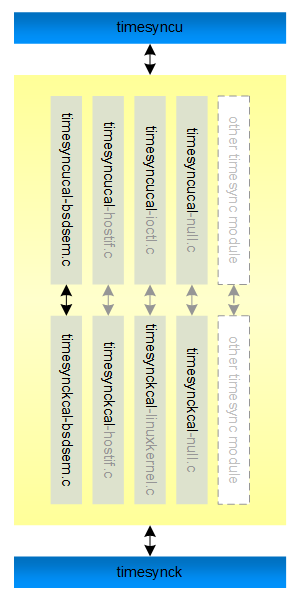 timesyncu
timesyncucal-bsdsem.c
timesyncucal-hostif.c
timesyncucal-ioctl.c
timesyncucal-null.c
other timesync module
timesynckcal-bsdsem.c
timesynckcal-hostif.c
timesynckcal-linuxkernel.c
timesynckcal-null.c
other timesync module
timesynck